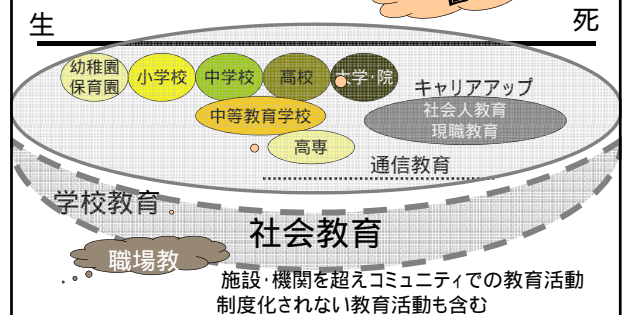 生
死
幼稚園
保育園
小学校
中学校
高校
大学・院
キャリアアップ
社会人教育
現職教育
中等教育学校
高専
通信教育
学校教育
社会教育
職場教
施設・機関を超えコミュニティでの教育活動
制度化されない教育活動も含む